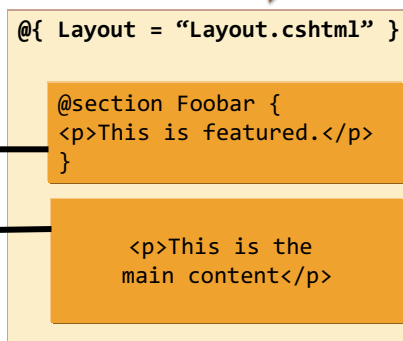 @{ Layout = “Layout.cshtml” }
@section Foobar {
<p>This is featured.</p>
}
<p>This is the
main content</p>